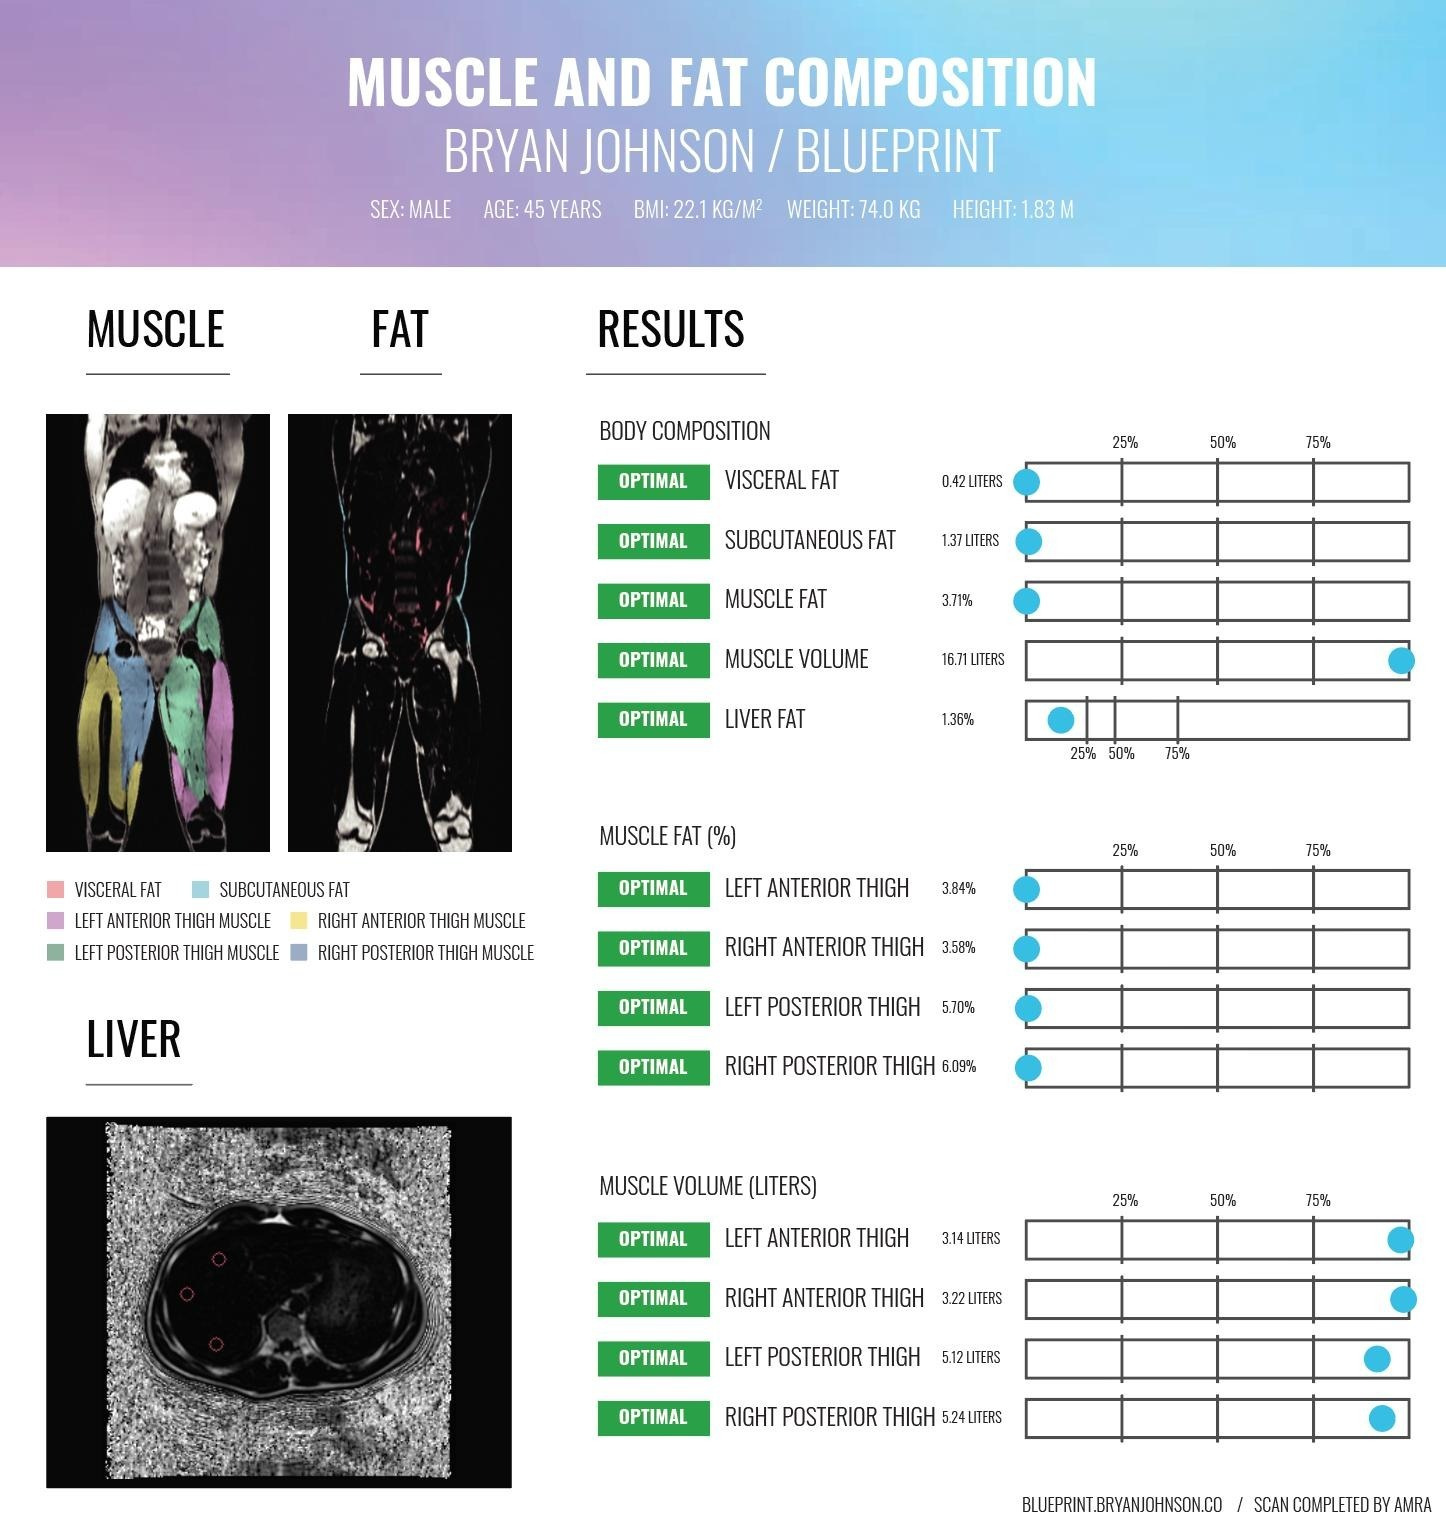 MUSCLE AND FAT COMPOSITION
BRYAN JOHNSON / BLUEPRINT
SEX: MALE AGE: 45 YEARS BMI: 22.1 KG/M² WEIGHT: 74.0 KG HEIGHT: 1.83 M
MUSCLE
FAT
VISCERAL FAT
SUBCUTANEOUS FAT
LEFT ANTERIOR THIGH MUSCLE
RIGHT ANTERIOR THIGH MUSCLE
LEFT POSTERIOR THIGH MUSCLE
RIGHT POSTERIOR THIGH MUSCLE
LIVER
RESULTS
BODY COMPOSITION
25% 50% 75%
OPTIMAL VISCERAL FAT 0.42 LITERS
OPTIMAL SUBCUTANEOUS FAT 1.37 LITERS
OPTIMAL MUSCLE FAT 3.71%
OPTIMAL MUSCLE VOLUME 16.71 LITERS
OPTIMAL LIVER FAT 1.36%
25% 50% 75%
MUSCLE FAT (%)
25% 50% 75%
OPTIMAL LEFT ANTERIOR THIGH 3.84%
OPTIMAL RIGHT ANTERIOR THIGH 3.58%
OPTIMAL LEFT POSTERIOR THIGH 5.70%
OPTIMAL RIGHT POSTERIOR THIGH 6.09%
MUSCLE VOLUME (LITERS)
25% 50% 75%
OPTIMAL LEFT ANTERIOR THIGH 3.14 LITERS
OPTIMAL RIGHT ANTERIOR THIGH 3.22 LITERS
OPTIMAL LEFT POSTERIOR THIGH 5.12 LITERS
OPTIMAL RIGHT POSTERIOR THIGH 5.24 LITERS
BLUEPRINT.BRYANJOHNSON.CO / SCAN COMPLETED BY AMRA